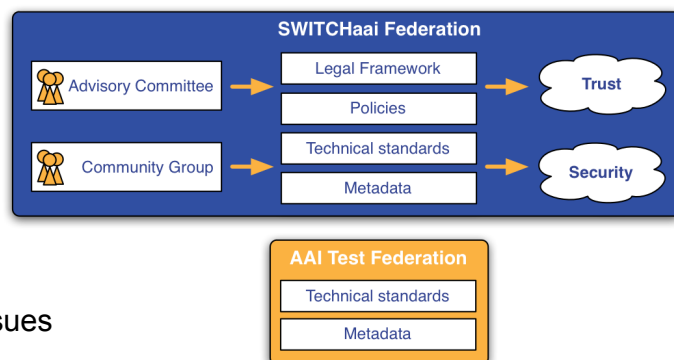 SWITCHaai Federation
Advisory Committee
Legal Framework
Policies
Trust
Community Group
Technical standards
Metadata
Security
AAI Test Federation
Technical standards
Metadata